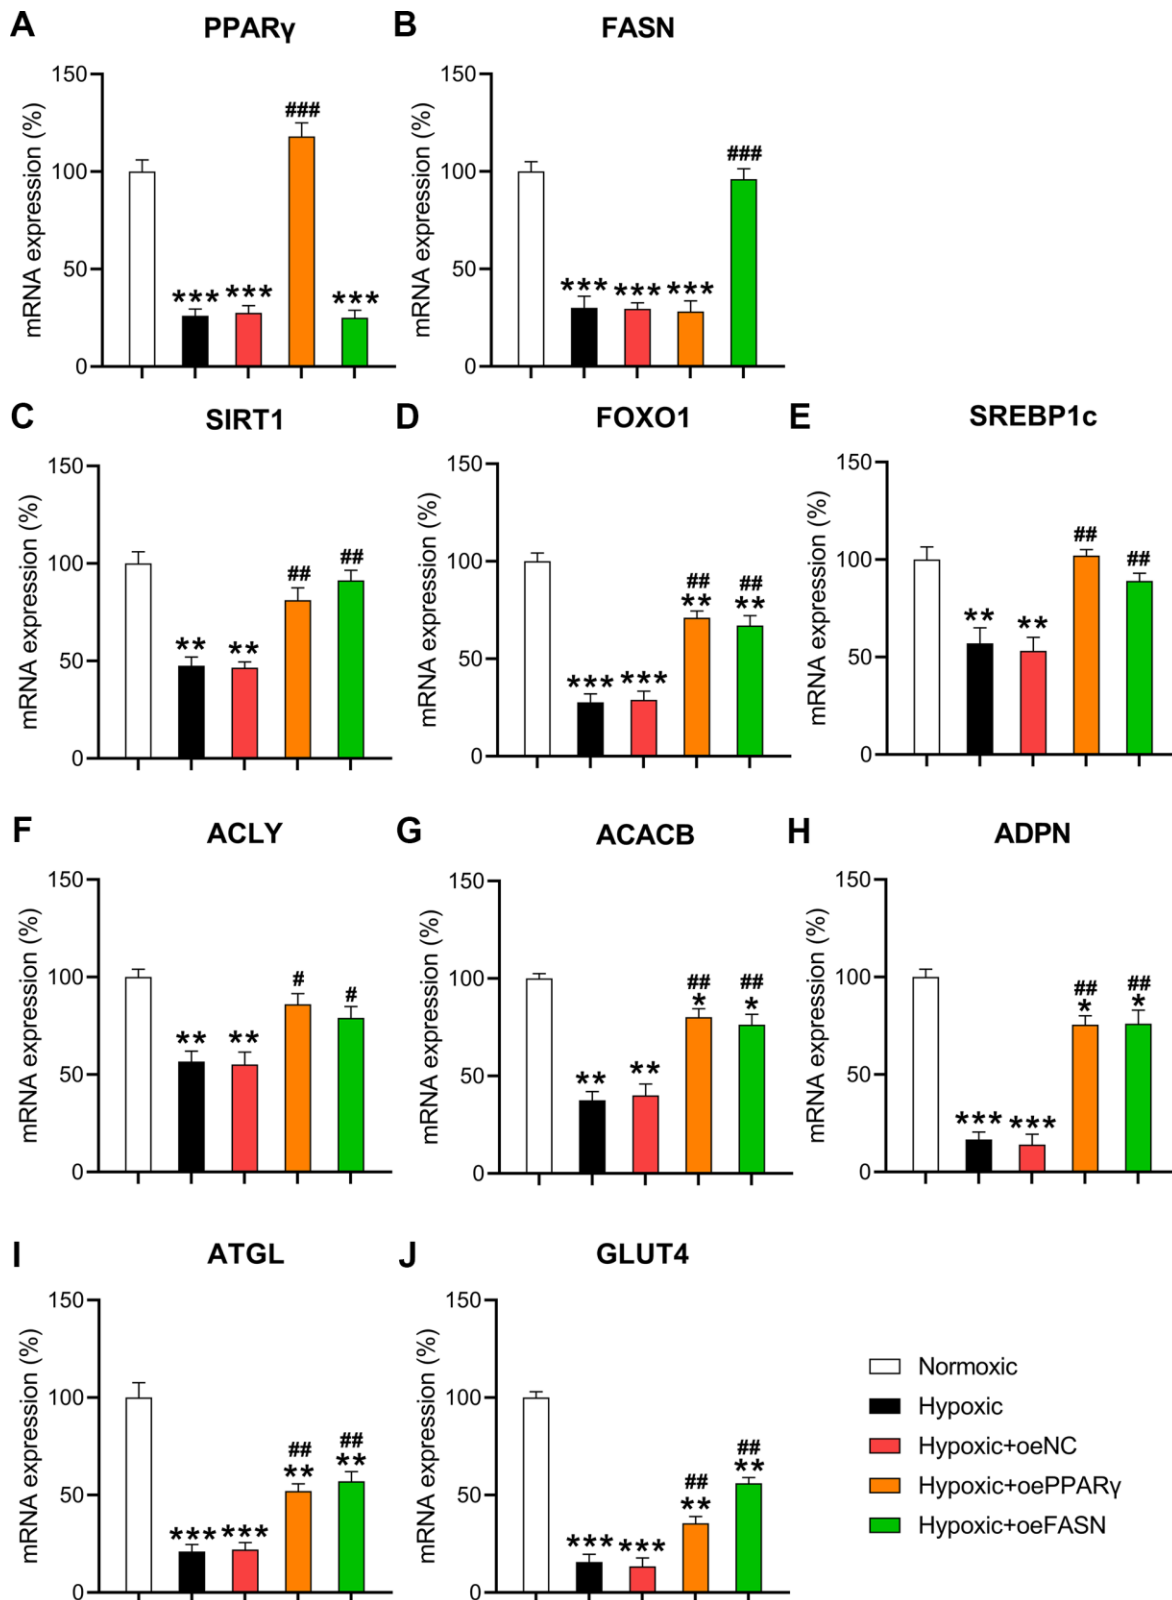 A PPARγ
mRNA expression (%)
150
100
50
0
*** *** ### ***
B FASN
mRNA expression (%)
150
100
50
0
*** *** *** ###
C SIRT1
mRNA expression (%)
150
100
50
0
** ** ## ##
D FOXO1
mRNA expression (%)
150
100
50
0
## ##
*** *** ** **
E SREBP1c
mRNA expression (%)
150
100
50
0
** ** ## ##
F ACLY
mRNA expression (%)
150
100
50
0
** ** # #
G ACACB
mRNA expression (%)
150
100
50
0
## ##
** ** * *
H ADPN
mRNA expression (%)
150
100
50
0
## ##
*** *** * *
I ATGL
mRNA expression (%)
150
100
50
0
## ##
*** *** ** **
J GLUT4
mRNA expression (%)
150
100
50
0
## ##
*** *** ** **
Normoxic
Hypoxic
Hypoxic+oeNC
Hypoxic+oePPARγ
Hypoxic+oeFASN